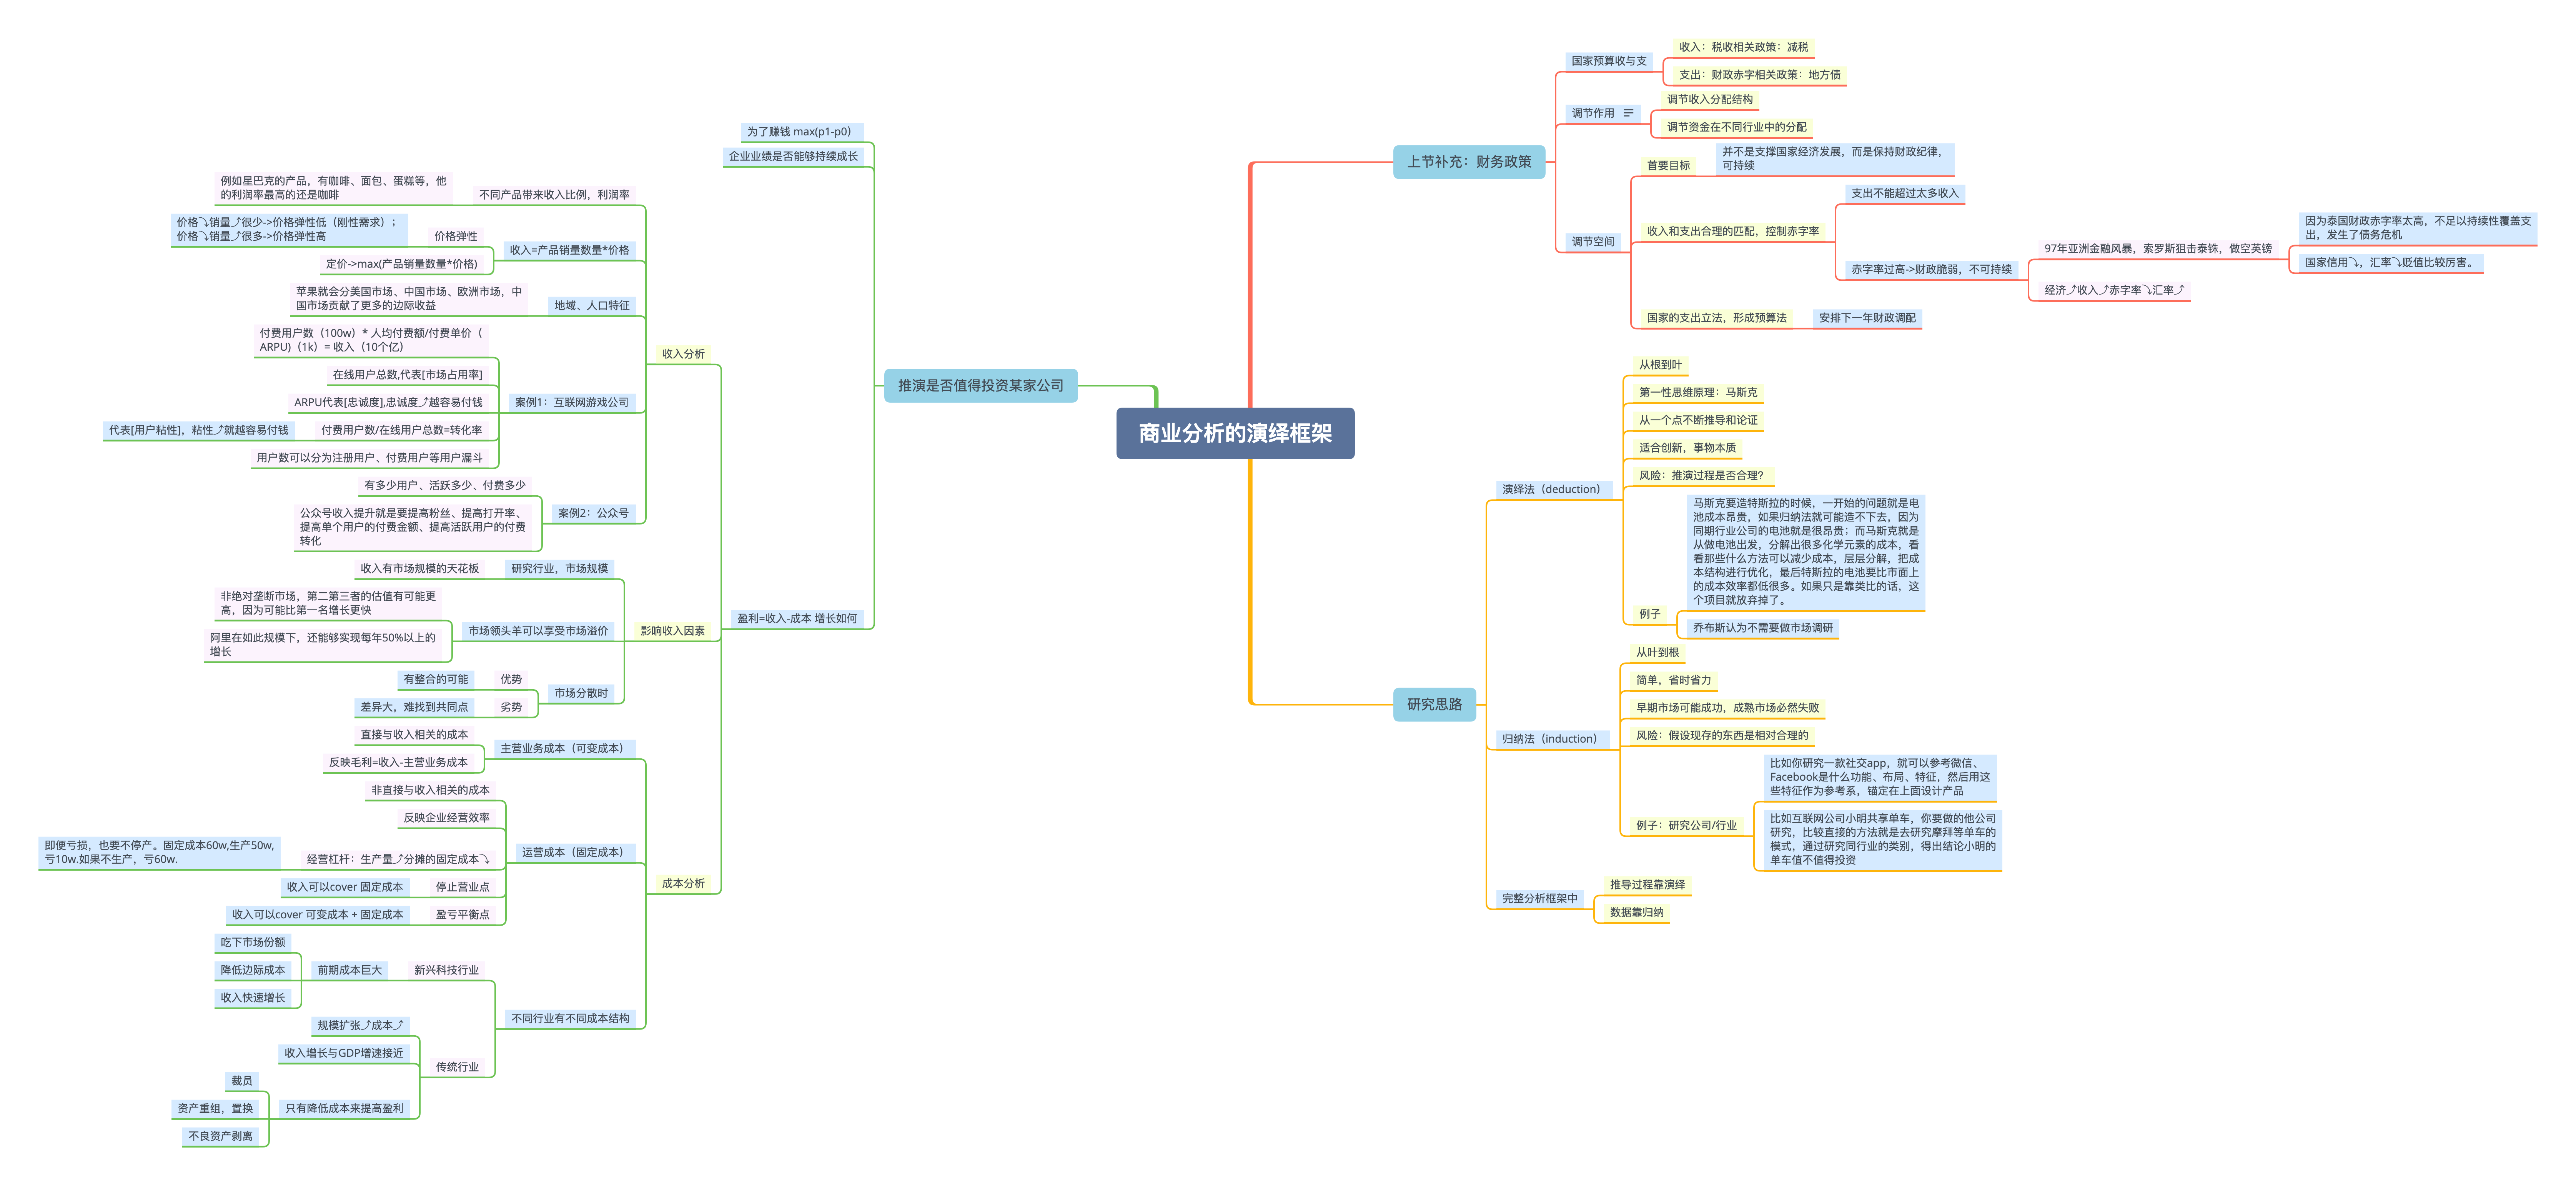 商业分析的演绎框架
上节补充：财务政策
国家预算收与支
收入：税收相关政策：减税
支出：财政赤字相关政策：地方债
调节作用
调节收入分配结构
调节资金在不同行业中的分配
调节空间
首要目标
并不是支撑国家经济发展，而是保持财政纪律，
可持续
收入和支出合理的匹配，控制赤字率
支出不能超过太多收入
赤字率过高->财政脆弱，不可持续
97年亚洲金融风暴，索罗斯狙击泰铢，做空英镑
因为泰国财政赤字率太高，不足以持续性覆盖支
出，发生了债务危机
国家信用⤵，汇率⤵贬值比较厉害。
经济⤴收入⤴赤字率⤵汇率⤴
国家的支出立法，形成预算法
安排下一年财政调配
研究思路
演绎法（deduction）
从根到叶
第一性思维原理：马斯克
从一个点不断推导和论证
适合创新，事物本质
风险：推演过程是否合理？
例子
马斯克要造特斯拉的时候，一开始的问题就是电
池成本昂贵，如果归纳法就可能造不下去，因为
同期行业公司的电池就是很昂贵；而马斯克就是
从做电池出发，分解出很多化学元素的成本，看
看那些什么方法可以减少成本，层层分解，把成
本结构进行优化，最后特斯拉的电池要比市面上
的成本效率都低很多。如果只是靠类比的话，这
个项目就放弃掉了。
乔布斯认为不需要做市场调研
归纳法（induction）
从叶到根
简单，省时省力
早期市场可能成功，成熟市场必然失败
风险：假设现存的东西是相对合理的
例子：研究公司/行业
比如你研究一款社交app，就可以参考微信、
Facebook是什么功能、布局、特征，然后用这
些特征作为参考系，锚定在上面设计产品
比如互联网公司小明共享单车，你要做的他公司
研究，比较直接的方法就是去研究摩拜等单车的
模式，通过研究同行业的类别，得出结论小明的
单车值不值得投资
完整分析框架中
推导过程靠演绎
数据靠归纳
推演是否值得投资某家公司
为了赚钱 max(p1-p0）
企业业绩是否能够持续成长
盈利=收入-成本 增长如何
收入分析
不同产品带来收入比例，利润率
例如星巴克的产品，有咖啡、面包、蛋糕等，他
的利润率最高的还是咖啡
收入=产品销量数量*价格
价格弹性
价格⤵销量⤴很少->价格弹性低（刚性需求）；
价格⤵销量⤴很多->价格弹性高
定价->max(产品销量数量*价格)
地域、人口特征
苹果就会分美国市场、中国市场、欧洲市场，中
国市场贡献了更多的边际收益
案例1：互联网游戏公司
付费用户数（100w）* 人均付费额/付费单价（
ARPU)（1k）= 收入（10个亿）
在线用户总数,代表[市场占用率]
ARPU代表[忠诚度],忠诚度⤴越容易付钱
付费用户数/在线用户总数=转化率
代表[用户粘性]，粘性⤴就越容易付钱
用户数可以分为注册用户、付费用户等用户漏斗
案例2：公众号
有多少用户、活跃多少、付费多少
公众号收入提升就是要提高粉丝、提高打开率、
提高单个用户的付费金额、提高活跃用户的付费
转化
影响收入因素
研究行业，市场规模
收入有市场规模的天花板
市场领头羊可以享受市场溢价
非绝对垄断市场，第二第三者的估值有可能更
高，因为可能比第一名增长更快
阿里在如此规模下，还能够实现每年50%以上的
增长
市场分散时
优势
有整合的可能
劣势
差异大，难找到共同点
成本分析
主营业务成本（可变成本）
直接与收入相关的成本
反映毛利=收入-主营业务成本
运营成本（固定成本）
非直接与收入相关的成本
反映企业经营效率
经营杠杆：生产量⤴分摊的固定成本⤵
即便亏损，也要不停产。固定成本60w,生产50w,
亏10w.如果不生产，亏60w.
停止营业点
收入可以cover 固定成本
盈亏平衡点
收入可以cover 可变成本 + 固定成本
不同行业有不同成本结构
新兴科技行业
前期成本巨大
吃下市场份额
降低边际成本
收入快速增长
传统行业
规模扩张⤴成本⤴
收入增长与GDP增速接近
只有降低成本来提高盈利
裁员
资产重组，置换
不良资产剥离